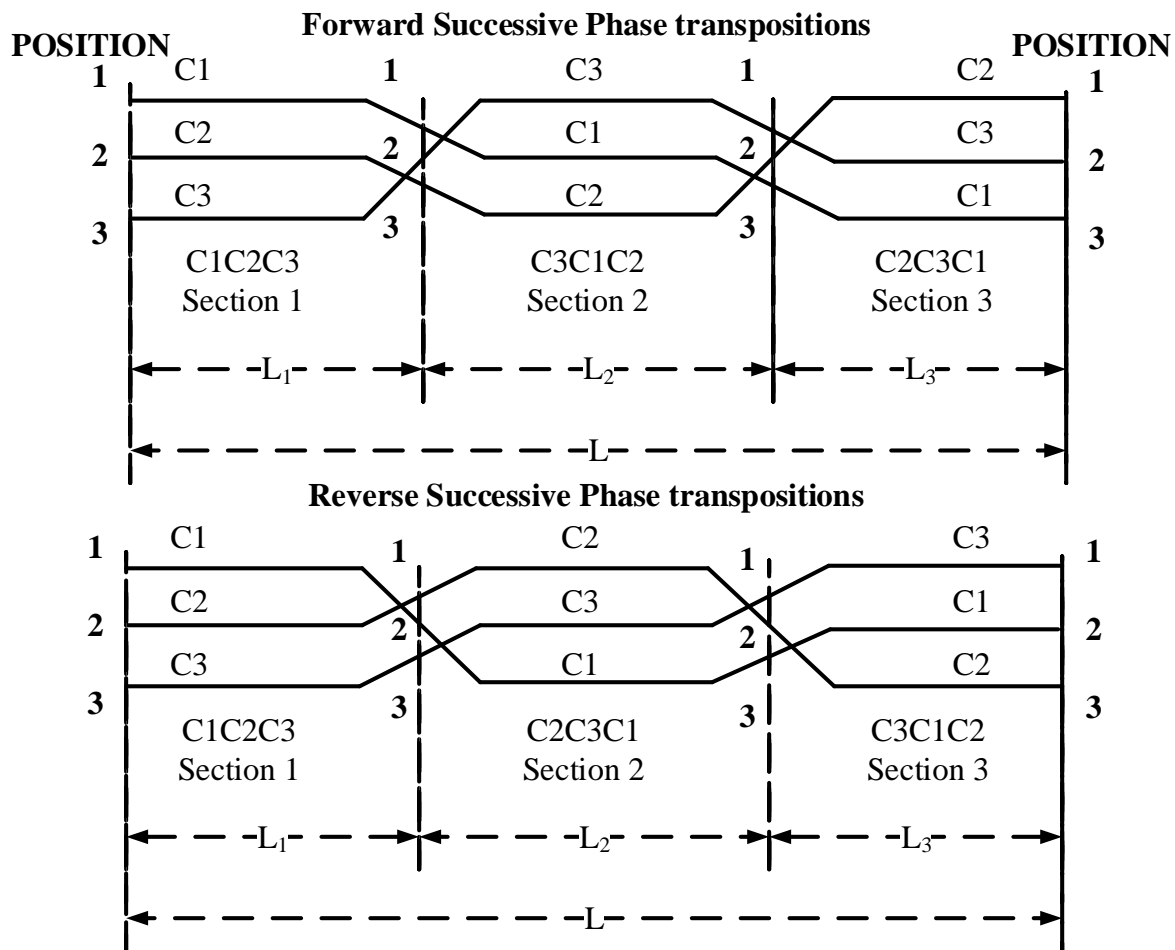 Forward Successive Phase transpositions
POSITION POSITION
1 C1 1 C3 1 C2 1
2 C2 2 C1 2 C3 2
3 C3 3 C2 3 C1 3
C1C2C3 C3C1C2 C2C3C1
Section 1 Section 2 Section 3
L₁ L₂ L₃
L
Reverse Successive Phase transpositions
1 C1 1 C2 1 C3 1
2 C2 2 C3 2 C1 2
3 C3 3 C1 3 C2 3
C1C2C3 C2C3C1 C3C1C2
Section 1 Section 2 Section 3
L₁ L₂ L₃
L